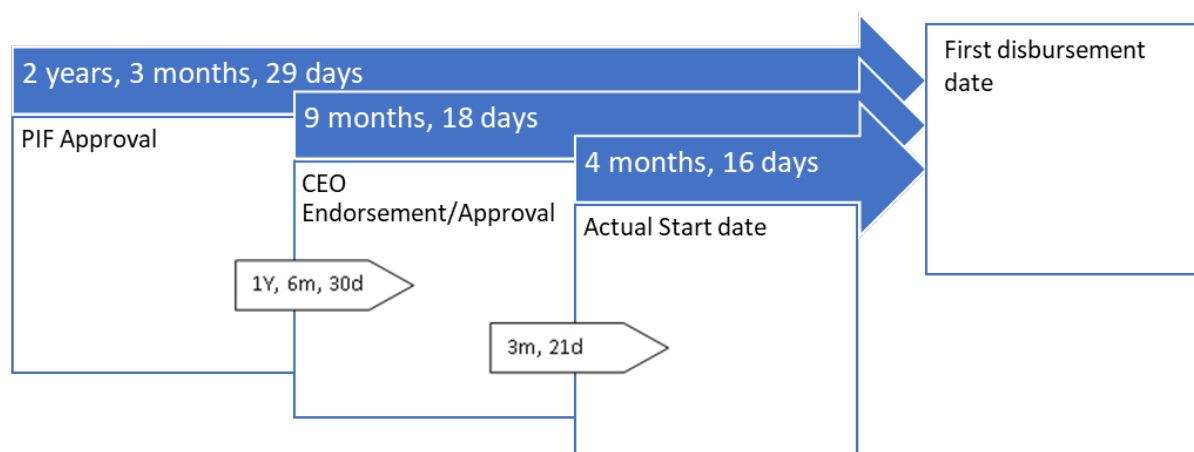 2 years, 3 months, 29 days
PIF Approval
9 months, 18 days
CEO
Endorsement/Approval
4 months, 16 days
Actual Start date
First disbursement
date
1Y, 6m, 30d
3m, 21d